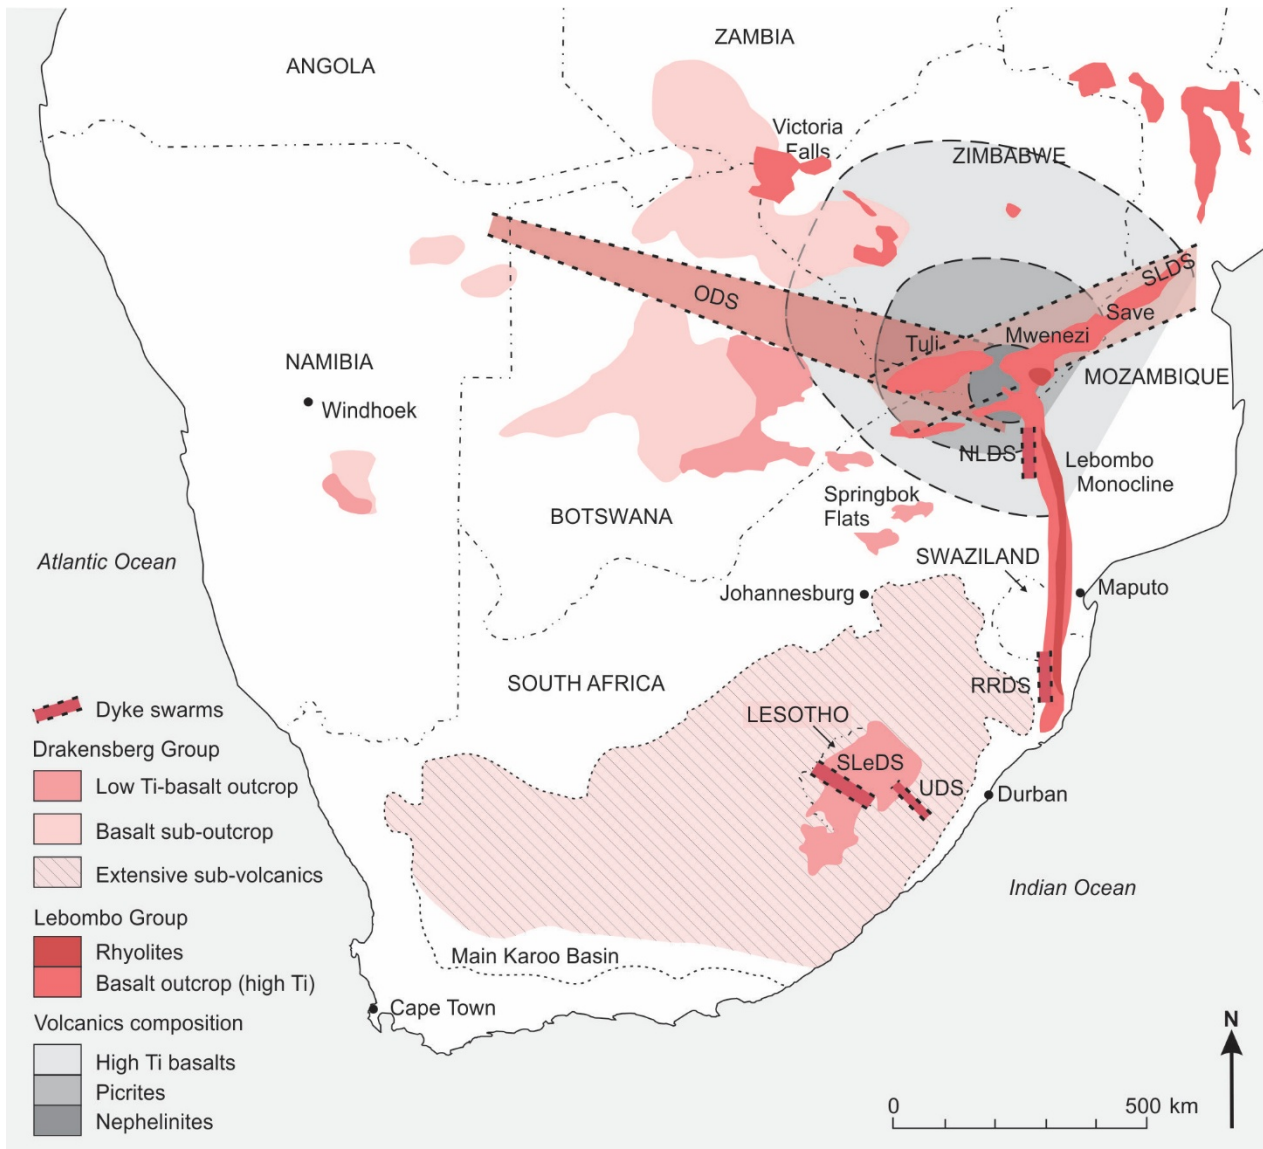 ZAMBIA
ANGOLA
Victoria
Falls
ZIMBABWE
SLDS
ODS
Save
Mwenezi
Tuli
NAMIBIA
MOZAMBIQUE
Windhoek
NLDS
Lebombo
Monocline
Springbok
Flats
BOTSWANA
SWAZILAND
Atlantic Ocean
Johannesburg
Maputo
SOUTH AFRICA
RRDS
LESOTHO
SLeDS
UDS
Durban
Indian Ocean
Main Karoo Basin
Cape Town
Dyke swarms
Drakensberg Group
Low Ti-basalt outcrop
Basalt sub-outcrop
Extensive sub-volcanics
Lebombo Group
Rhyolites
Basalt outcrop (high Ti)
Volcanics composition
High Ti basalts
Picrites
Nephelinites
N
0 500 km